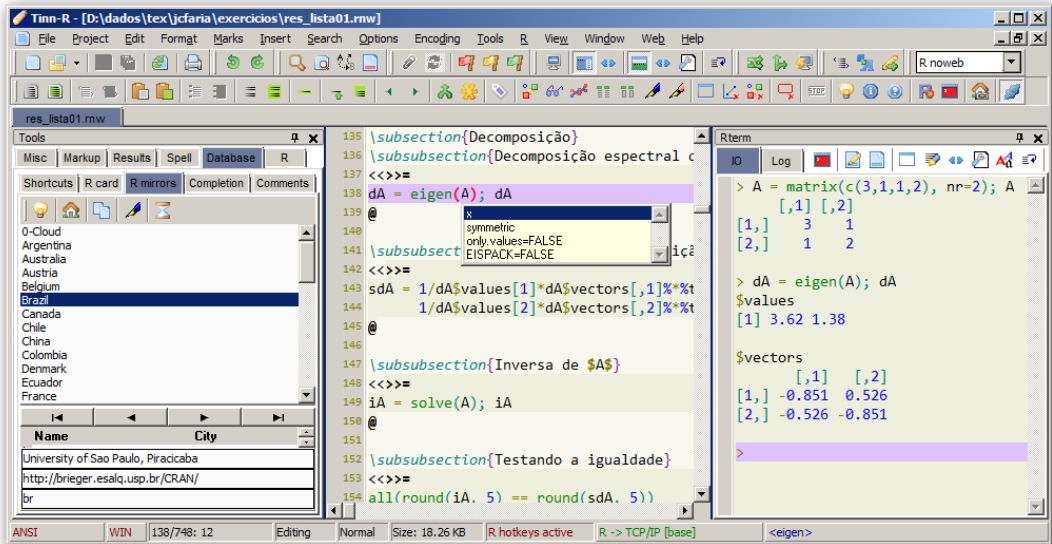 Tinn-R - [D:\dados\tex\jcfaria\exercicios\res_lista01.rnw]
File Project Edit Format Marks Insert Search Options Encoding Tools R View Window Web Help
R noweb
STOP
res_lista01.rnw
Tools
Misc Markup Results Spell Database R
Shortcuts R card R mirrors Completion Comments
0-Cloud
Argentina
Australia
Austria
Belgium
Brazil
Canada
Chile
China
Colombia
Denmark
Ecuador
France
Name City
University of Sao Paulo, Piracicaba
http://brieger.esalq.usp.br/CRAN/
br
135 \subsection{Decomposição}
136 \subsubsection{Decomposição espectral
137 <<>>=
138 dA = eigen(A); dA
139 @
x
symmetric
only.values=FALSE
EISPACK=FALSE
140
141 \subsubsect içã
142 <<>>=
143 sdA = 1/dA$values[1]*dA$vectors[,1]%*%t
144 1/dA$values[2]*dA$vectors[,2]%*%t
145 @
146
147 \subsubsection{Inversa de $A$}
148 <<>>=
149 iA = solve(A); iA
150 @
151
152 \subsubsection{Testando a igualdade}
153 <<>>=
154 all(round(iA, 5) == round(sdA, 5))
Rterm
IO Log
> A = matrix(c(3,1,1,2), nr=2); A
[,1] [,2]
[1,] 3 1
[2,] 1 2
> dA = eigen(A); dA
$values
[1] 3.62 1.38
$vectors
[,1] [,2]
[1,] -0.851 0.526
[2,] -0.526 -0.851
>
ANSI WIN 138/748: 12 Editing Normal Size: 18.26 KB R hotkeys active R -> TCP/IP [base] <eigen>